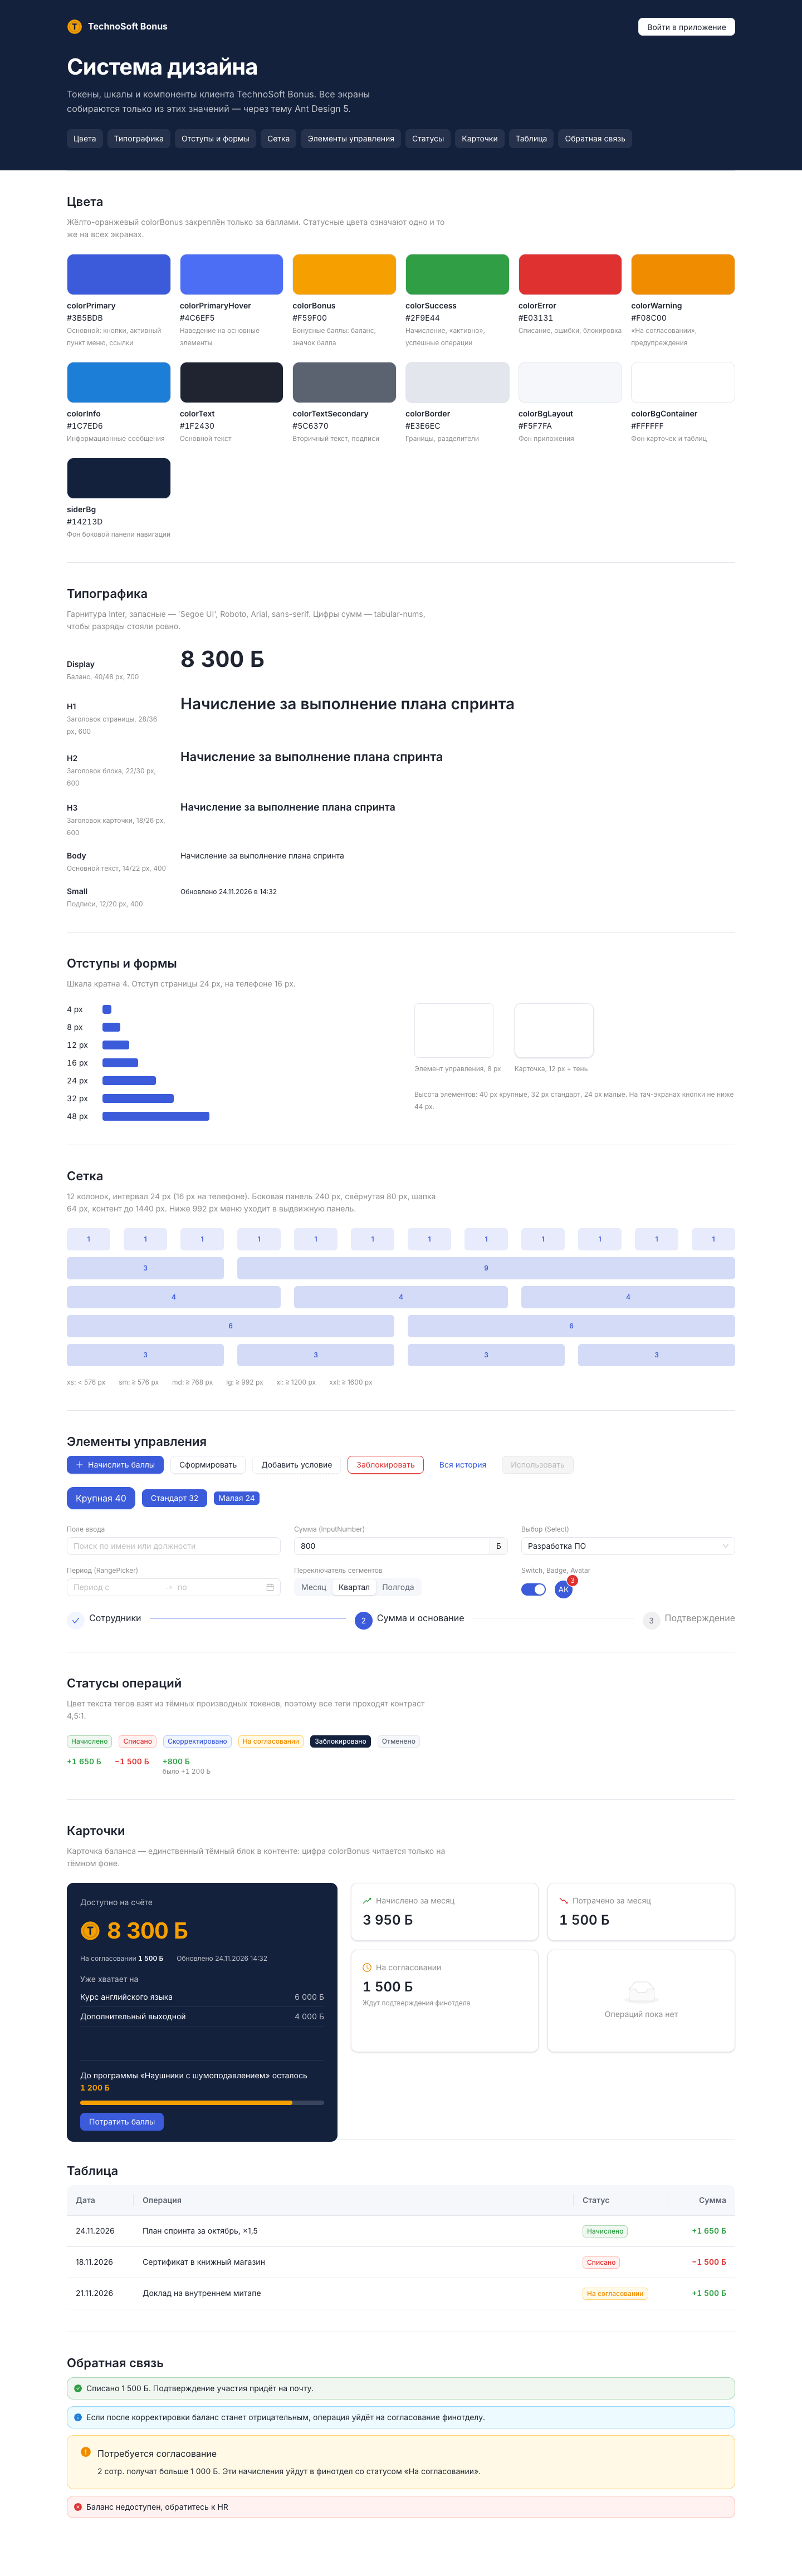 TechnoSoft Bonus
Войти в приложение
Система дизайна
Токены, шкалы и компоненты клиента TechnoSoft Bonus. Все экраны
собираются только из этих значений — через тему Ant Design 5.
Цвета Типографика Отступы и формы Сетка Элементы управления Статусы Карточки Таблица Обратная связь
Цвета
Жёлто-оранжевый colorBonus закреплён только за баллами. Статусные цвета означают одно и то
же на всех экранах.
colorPrimary
#3B5BDB
Основной: кнопки, активный
пункт меню, ссылки
colorPrimaryHover
#4C6EF5
Наведение на основные
элементы
colorBonus
#F59F00
Бонусные баллы: баланс,
значок балла
colorSuccess
#2F9E44
Начисление, «активно»,
успешные операции
colorError
#E03131
Списание, ошибки, блокировка
colorWarning
#F08C00
«На согласовании»,
предупреждения
colorInfo
#1C7ED6
Информационные сообщения
colorText
#1F2430
Основной текст
colorTextSecondary
#5C6370
Вторичный текст, подписи
colorBorder
#E3E6EC
Границы, разделители
colorBgLayout
#F5F7FA
Фон приложения
colorBgContainer
#FFFFFF
Фон карточек и таблиц
siderBg
#14213D
Фон боковой панели навигации
Типографика
Гарнитура Inter, запасные — 'Segoe UI', Roboto, Arial, sans-serif. Цифры сумм — tabular-nums,
чтобы разряды стояли ровно.
Display
Баланс, 40/48 px, 700
8 300 Б
H1
Заголовок страницы, 28/36
px, 600
Начисление за выполнение плана спринта
H2
Заголовок блока, 22/30 px,
600
Начисление за выполнение плана спринта
H3
Заголовок карточки, 18/26 px,
600
Начисление за выполнение плана спринта
Body
Основной текст, 14/22 px, 400
Начисление за выполнение плана спринта
Small
Подписи, 12/20 px, 400
Обновлено 24.11.2026 в 14:32
Отступы и формы
Шкала кратна 4. Отступ страницы 24 px, на телефоне 16 px.
4 px
8 px
12 px
16 px
24 px
32 px
48 px
Элемент управления, 8 px
Карточка, 12 px + тень
Высота элементов: 40 px крупные, 32 px стандарт, 24 px малые. На тач-экранах кнопки не ниже
44 px.
Сетка
12 колонок, интервал 24 px (16 px на телефоне). Боковая панель 240 px, свёрнутая 80 px, шапка
64 px, контент до 1440 px. Ниже 992 px меню уходит в выдвижную панель.
1 1 1 1 1 1 1 1 1 1 1 1
3 9
4 4 4
6 6
3 3 3 3
xs: < 576 px sm: ≥ 576 px md: ≥ 768 px lg: ≥ 992 px xl: ≥ 1200 px xxl: ≥ 1600 px
Элементы управления
Начислить баллы Сформировать Добавить условие Заблокировать Вся история Использовать
Крупная 40 Стандарт 32 Малая 24
Поле ввода
Поиск по имени или должности
Сумма (InputNumber)
800 Б
Выбор (Select)
Разработка ПО
Период (RangePicker)
Период с → по
Переключатель сегментов
Месяц Квартал Полгода
Switch, Badge, Avatar
АК 3
Сотрудники
2 Сумма и основание
3 Подтверждение
Статусы операций
Цвет текста тегов взят из тёмных производных токенов, поэтому все теги проходят контраст
4,5:1.
Начислено Списано Скорректировано На согласовании Заблокировано Отменено
+1 650 Б −1 500 Б +800 Б
было +1 200 Б
Карточки
Карточка баланса — единственный тёмный блок в контенте: цифра colorBonus читается только на
тёмном фоне.
Доступно на счёте
8 300 Б
На согласовании 1 500 Б Обновлено 24.11.2026 14:32
Уже хватает на
Курс английского языка 6 000 Б
Дополнительный выходной 4 000 Б
До программы «Наушники с шумоподавлением» осталось
1 200 Б
Потратить баллы
Начислено за месяц
3 950 Б
Потрачено за месяц
1 500 Б
На согласовании
1 500 Б
Ждут подтверждения финотдела
Операций пока нет
Таблица
Дата Операция Статус Сумма
24.11.2026 План спринта за октябрь, ×1,5 Начислено +1 650 Б
18.11.2026 Сертификат в книжный магазин Списано −1 500 Б
21.11.2026 Доклад на внутреннем митапе На согласовании +1 500 Б
Обратная связь
Списано 1 500 Б. Подтверждение участия придёт на почту.
Если после корректировки баланс станет отрицательным, операция уйдёт на согласование финотделу.
Потребуется согласование
2 сотр. получат больше 1 000 Б. Эти начисления уйдут в финотдел со статусом «На согласовании».
Баланс недоступен, обратитесь к HR